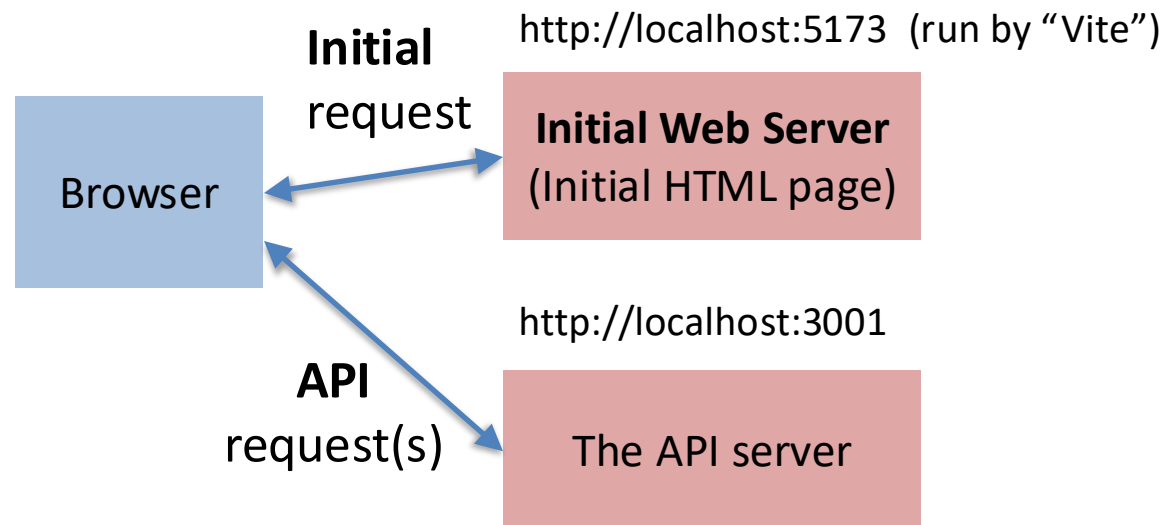 http://localhost:5173 (run by “Vite”)
Initial
request
Initial Web Server
(Initial HTML page)
Browser
http://localhost:3001
API
request(s)
The API server